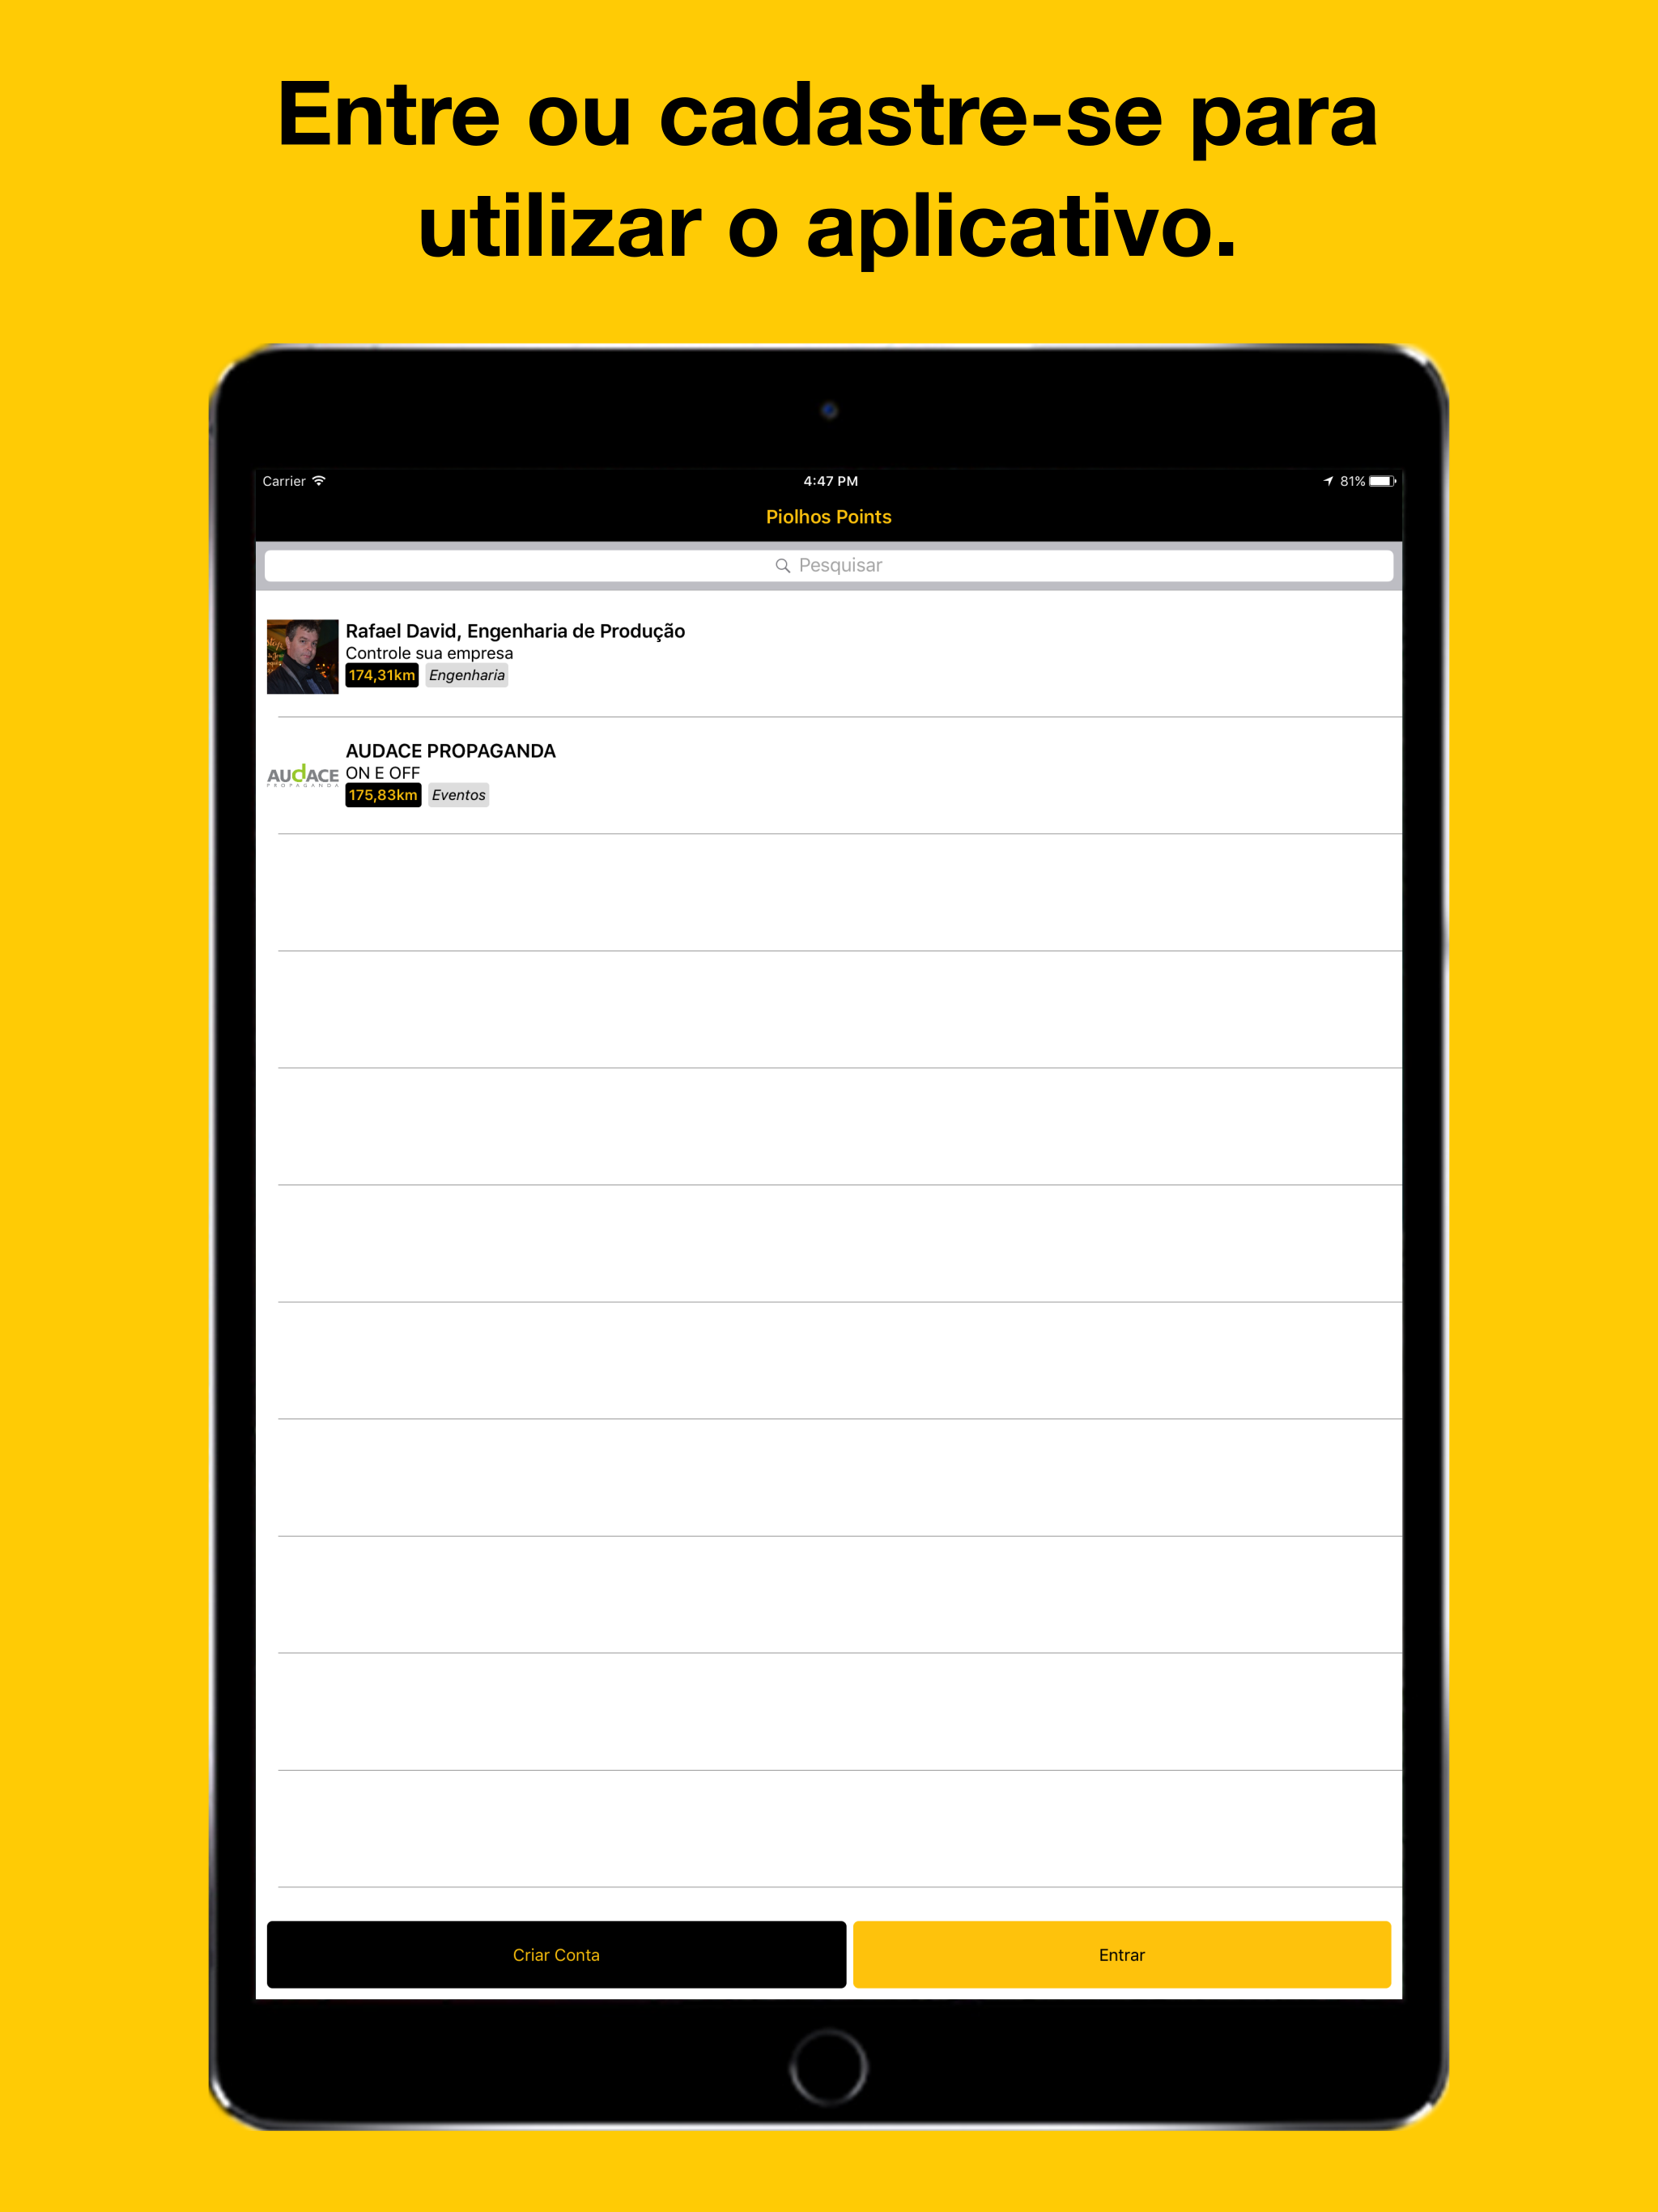 Entre ou cadastre-se para
utilizar o aplicativo.
Carrier 4:47 PM 81%
Piolhos Points
Pesquisar
Rafael David, Engenharia de Produção
Controle sua empresa
174,31km Engenharia
AUDACE PROPAGANDA
AUDACE ON E OFF
PROPAGANDA
175,83km Eventos
Criar Conta Entrar